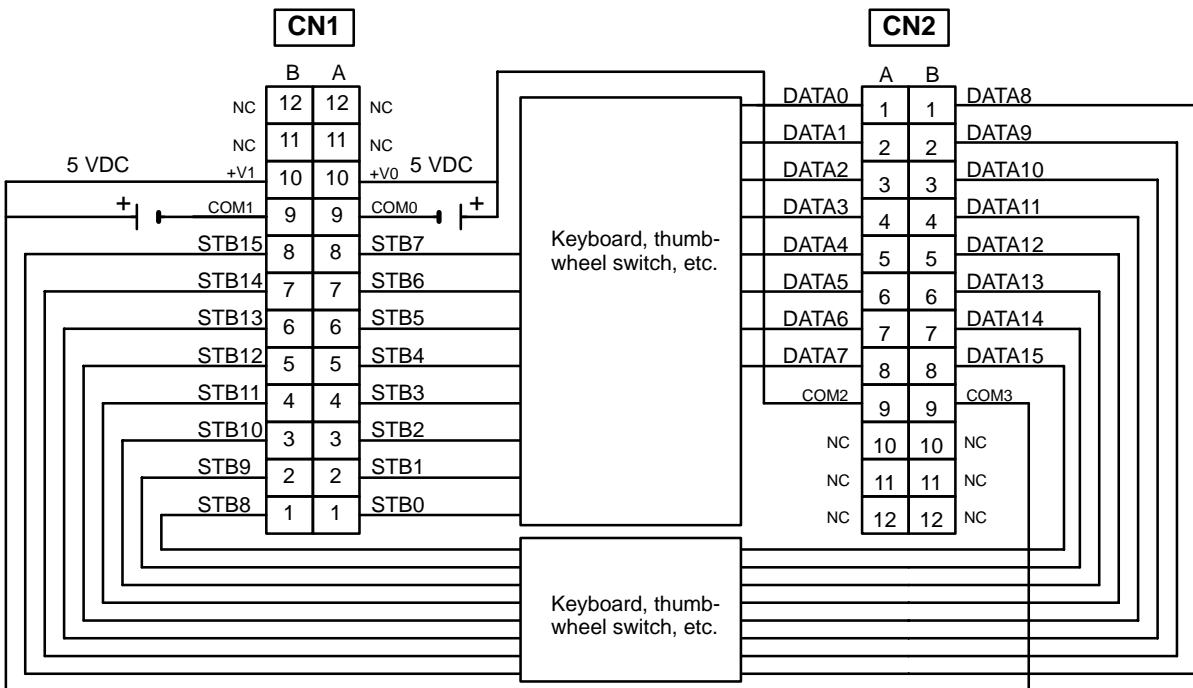 CN1 CN2
B A A B
NC 12 12 NC DATA0 1 1 DATA8
NC 11 11 NC DATA1 2 2 DATA9
5 VDC +V1 10 10 +V0 5 VDC DATA2 3 3 DATA10
+ COM1 9 9 COM0 + DATA3 4 4 DATA11
STB15 8 8 STB7 Keyboard, thumb- DATA4 5 5 DATA12
wheel switch, etc.
STB14 7 7 STB6 DATA5 6 6 DATA13
STB13 6 6 STB5 DATA6 7 7 DATA14
STB12 5 5 STB4 DATA7 8 8 DATA15
STB11 4 4 STB3 COM2 9 9 COM3
STB10 3 3 STB2 NC 10 10 NC
STB9 2 2 STB1 NC 11 11 NC
STB8 1 1 STB0 NC 12 12 NC
Keyboard, thumb-
wheel switch, etc.